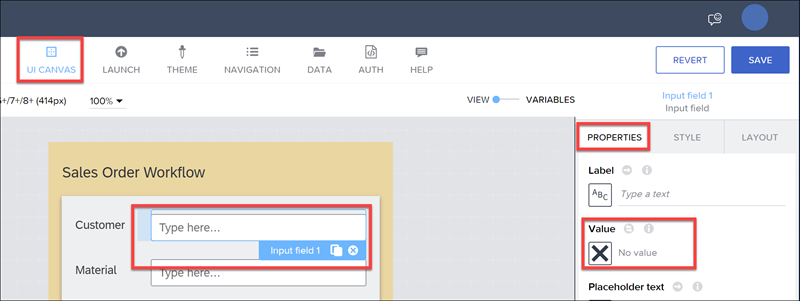 UI CANVAS
LAUNCH
THEME
NAVIGATION
DATA
AUTH
HELP
REVERT
SAVE
+/7+/8+ (414px)
100%
VIEW
VARIABLES
Input field 1
Input field
PROPERTIES
STYLE
LAYOUT
Sales Order Workflow
Label
ABC
Type a text
Customer
Type here...
Input field 1
Value
No value
Material
Type here...
Placeholder text